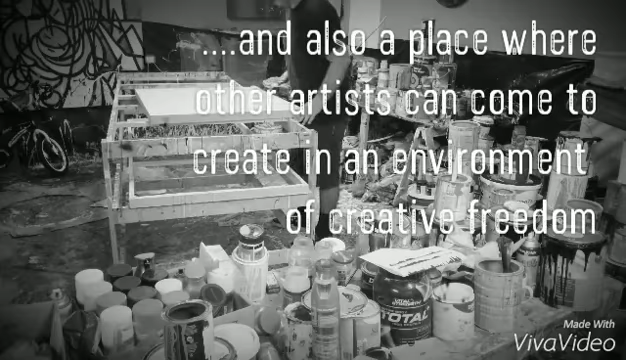 ....and also a place where
other artists can come to
create in an environment
of creative freedom
TOTAL
Made With
VivaVideo